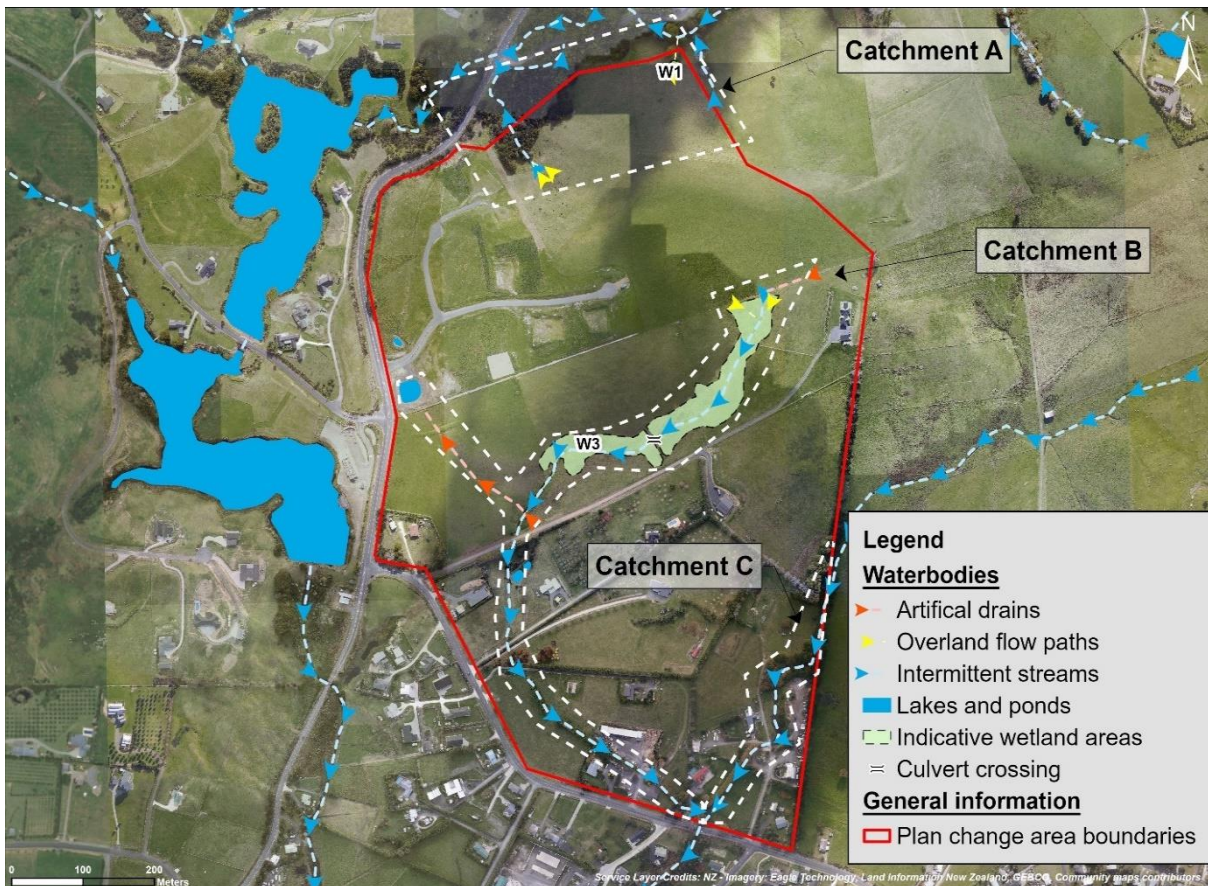 N
Catchment A
W1
Catchment B
W3
Catchment C
Legend
Waterbodies
Artifical drains
Overland flow paths
Intermittent streams
Lakes and ponds
Indicative wetland areas
Culvert crossing
General information
Plan change area boundaries
0 100 200
Meters
Service Layer Credits: NZ - Imagery: Eagle Technology, Land Information New Zealand, GEBCO, Community maps contributors